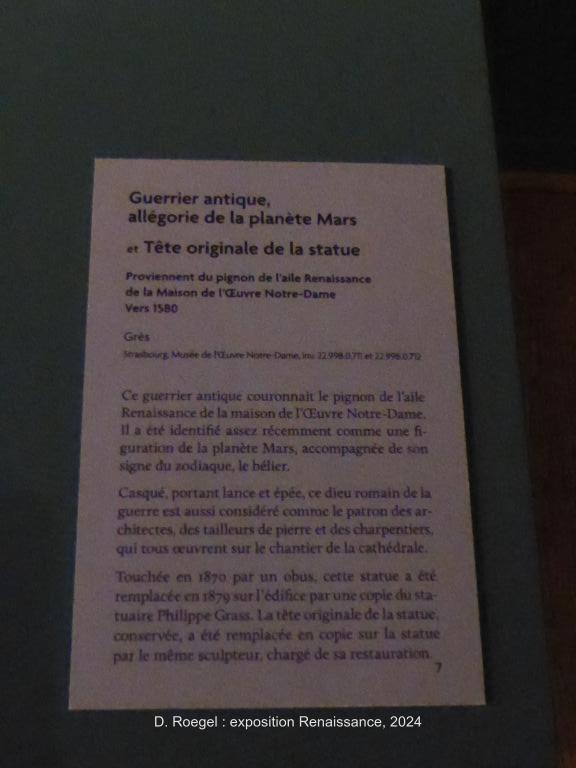 Guerrier antique,
allégorie de la planète Mars
et Tête originale de la statue
Proviennent du pignon de l'aile Renaissance
de la Maison de l'Œuvre Notre-Dame
Vers 1580
Grès
Strasbourg, Musée de l'Œuvre Notre-Dame, inv. 22.998.0.711 et 22.998.0.712
Ce guerrier antique couronnait le pignon de l'aile
Renaissance de la maison de l'Œuvre Notre-Dame.
Il a été identifié assez récemment comme une fi-
guration de la planète Mars, accompagnée de son
signe du zodiaque, le bélier.
Casqué, portant lance et épée, ce dieu romain de la
guerre est aussi considéré comme le patron des ar-
chitectes, des tailleurs de pierre et des charpentiers,
qui tous œuvrent sur le chantier de la cathédrale.
Touchée en 1870 par un obus, cette statue a été
remplacée en 1879 sur l'édifice par une copie du sta-
tuaire Philippe Grass. La tête originale de la statue,
conservée, a été remplacée en copie sur la statue
par le même sculpteur, chargé de sa restauration.
7
D. Roegel : exposition Renaissance, 2024